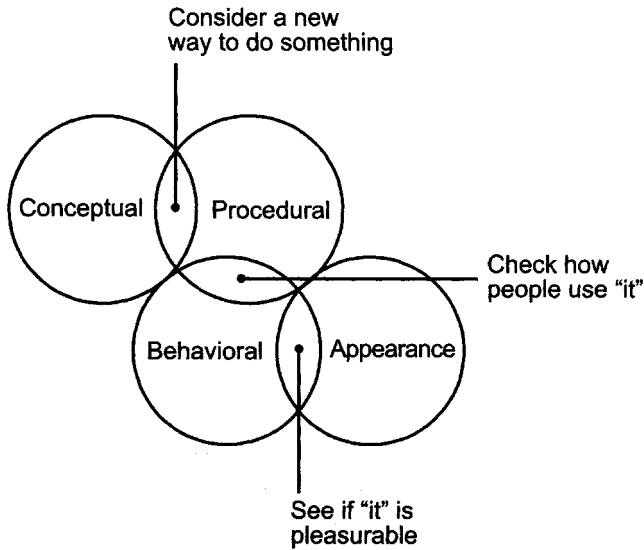 Consider a new
way to do something
Conceptual
Procedural
Check how
people use “it”
Behavioral
Appearance
See if “it” is
pleasurable